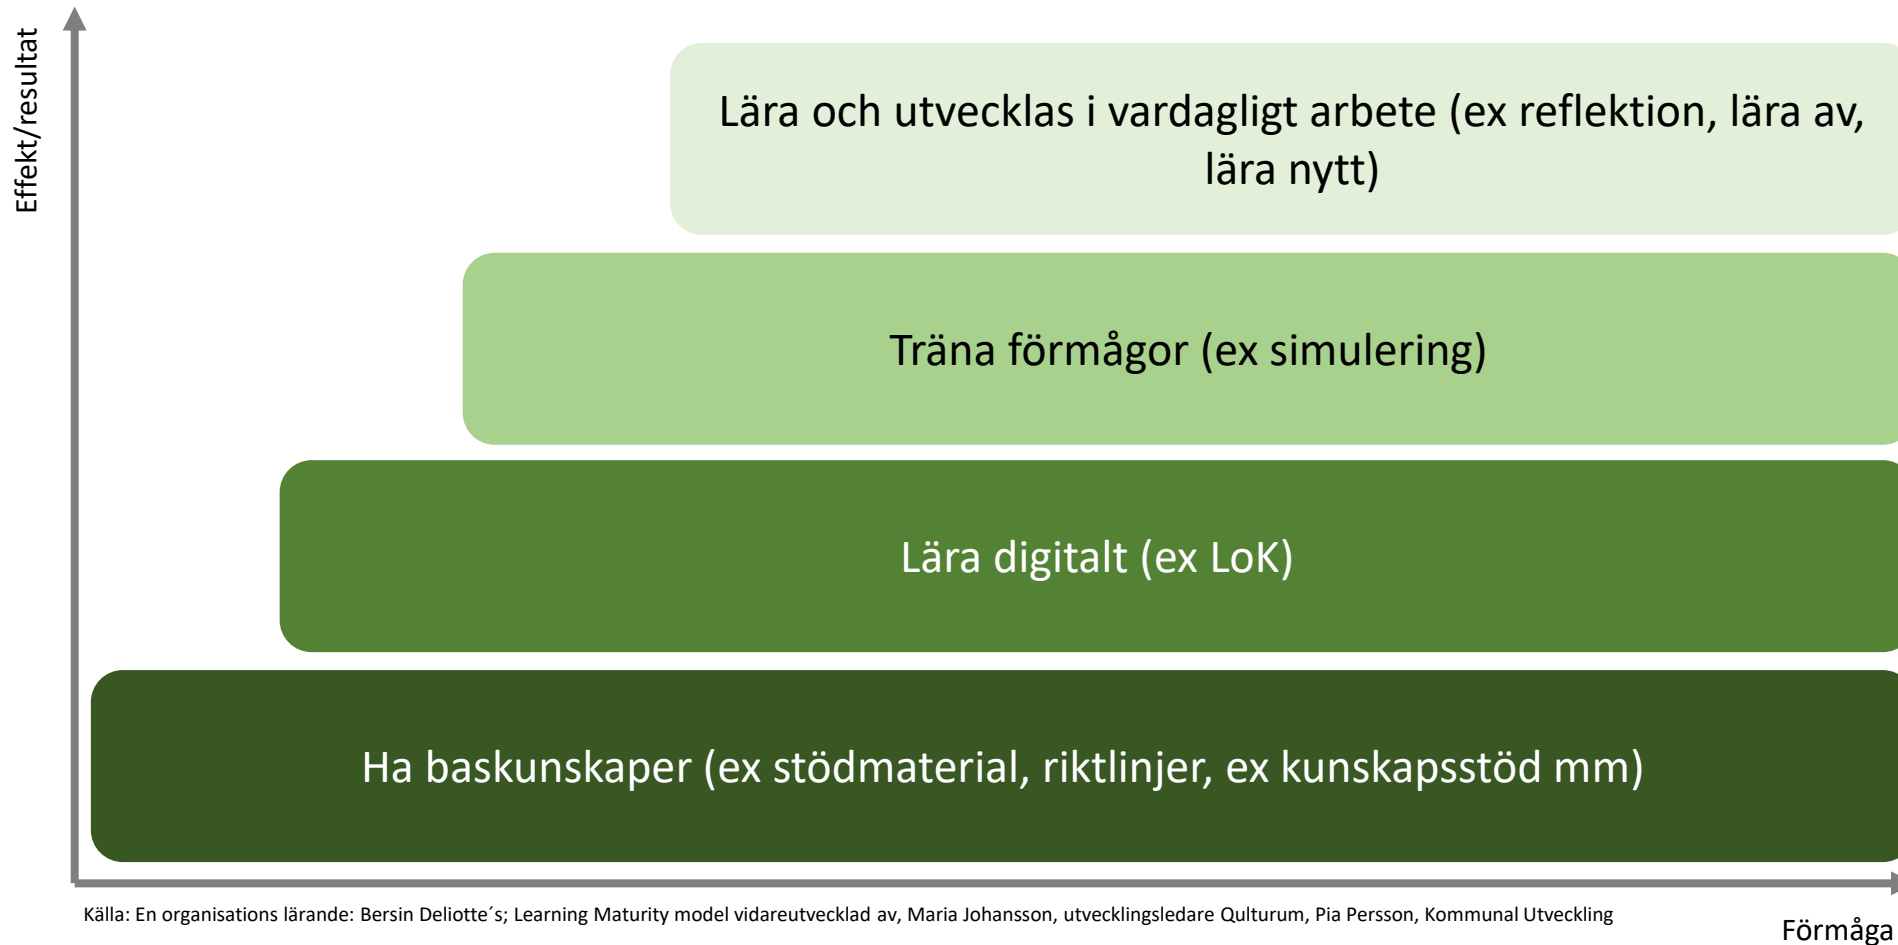 Effekt/resultat
Lära och utvecklas i vardagligt arbete (ex reflektion, lära av,
lära nytt)
Träna förmågor (ex simulering)
Lära digitalt (ex LoK)
Ha baskunskaper (ex stödmaterial, riktlinjer, ex kunskapsstöd mm)
Källa: En organisations lärande: Bersin Deliotte´s; Learning Maturity model vidareutvecklad av, Maria Johansson, utvecklingsledare Qulturum, Pia Persson, Kommunal Utveckling
Förmåga